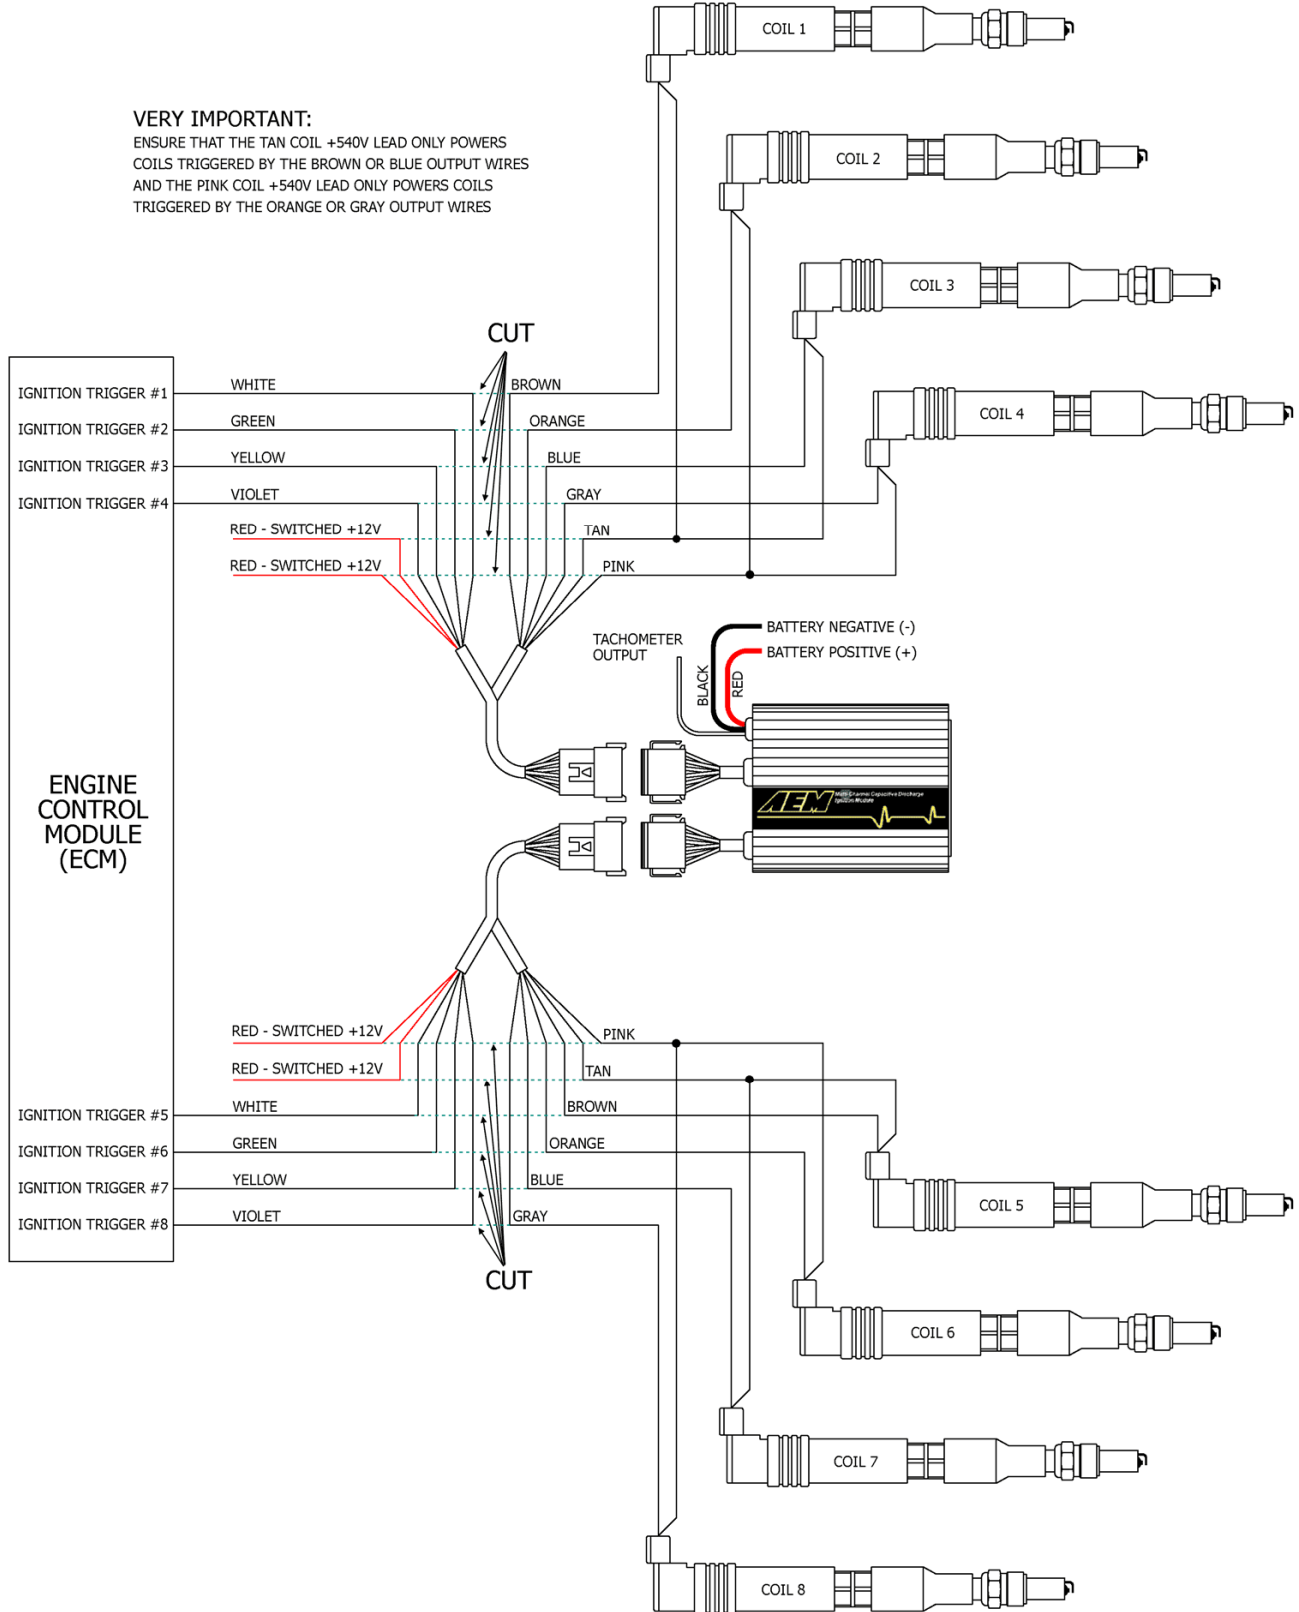 COIL 1
VERY IMPORTANT:
ENSURE THAT THE TAN COIL +540V LEAD ONLY POWERS
COILS TRIGGERED BY THE BROWN OR BLUE OUTPUT WIRES
AND THE PINK COIL +540V LEAD ONLY POWERS COILS
TRIGGERED BY THE ORANGE OR GRAY OUTPUT WIRES
COIL 2
COIL 3
CUT
IGNITION TRIGGER #1
WHITE
BROWN
COIL 4
IGNITION TRIGGER #2
GREEN
ORANGE
IGNITION TRIGGER #3
YELLOW
BLUE
IGNITION TRIGGER #4
VIOLET
GRAY
RED - SWITCHED +12V
TAN
RED - SWITCHED +12V
PINK
TACHOMETER
OUTPUT
BLACK
RED
BATTERY NEGATIVE (-)
BATTERY POSITIVE (+)
ENGINE
CONTROL
MODULE
(ECM)
AEM
Multi-Channel Capacitive Discharge
Ignition Module
RED - SWITCHED +12V
PINK
RED - SWITCHED +12V
TAN
IGNITION TRIGGER #5
WHITE
BROWN
IGNITION TRIGGER #6
GREEN
ORANGE
IGNITION TRIGGER #7
YELLOW
BLUE
IGNITION TRIGGER #8
VIOLET
GRAY
COIL 5
CUT
COIL 6
COIL 7
COIL 8